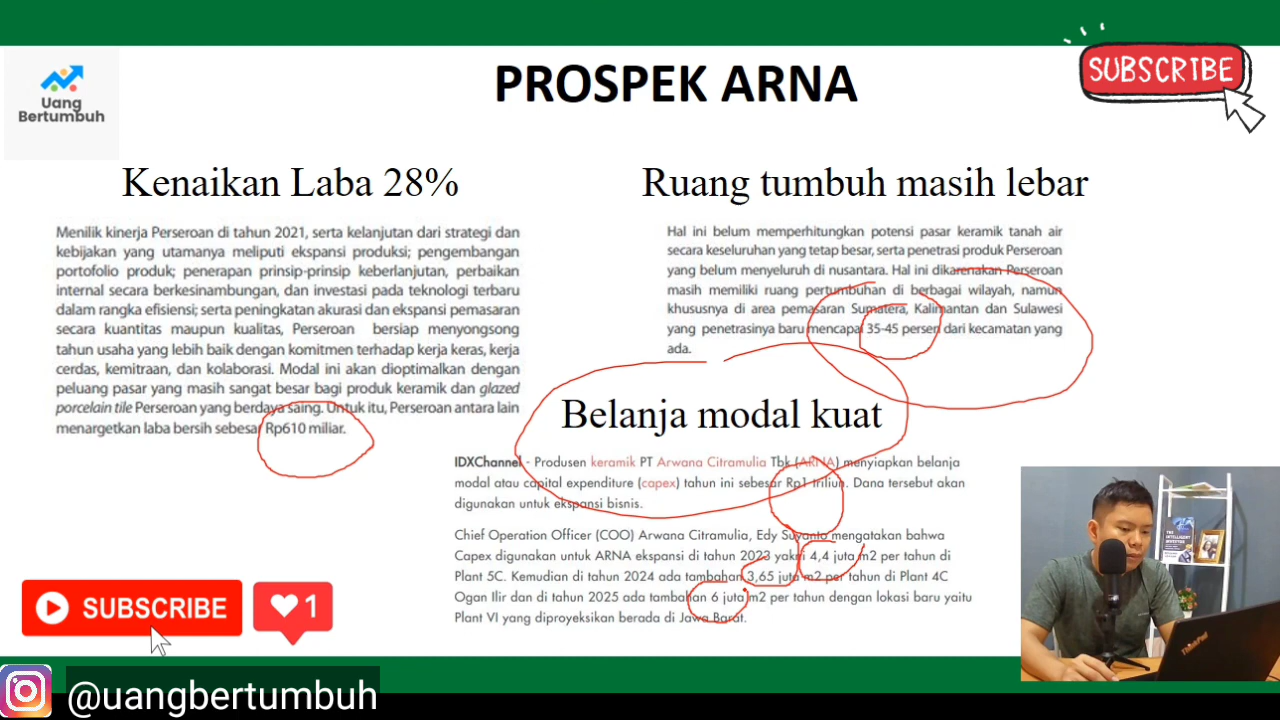 PROSPEK ARNA
SUBSCRIBE
Uang
Bertumbuh
Kenaikan Laba 28%
Menilik kinerja Perseroan di tahun 2021, serta kelanjutan dari strategi dan
kebijakan yang utamanya meliputi ekspansi produksi; pengembangan
portofolio produk; penerapan prinsip-prinsip keberlanjutan, perbaikan
internal secara berkesinambungan, dan investasi pada teknologi terbaru
dalam rangka efisiensi; serta peningkatan akurasi dan ekspansi pemasaran
secara kuantitas maupun kualitas, Perseroan bersiap menyongsong
tahun usaha yang lebih baik dengan komitmen terhadap kerja keras, kerja
cerdas, kemitraan, dan kolaborasi. Modal ini akan dioptimalkan dengan
peluang pasar yang masih sangat besar bagi produk keramik dan glazed
porcelain tile Perseroan yang berdaya saing. Untuk itu, Perseroan antara lain
menargetkan laba bersih sebesar Rp610 miliar.
Ruang tumbuh masih lebar
Hal ini belum memperhitungkan potensi pasar keramik tanah air
secara keseluruhan yang tetap besar, serta penetrasi produk Perseroan
yang belum menyeluruh di nusantara. Hal ini dikarenakan Perseroan
masih memiliki ruang pertumbuhan di berbagai wilayah, namun
khususnya di area pemasaran Sumatera, Kalimantan dan Sulawesi
yang penetrasinya baru mencapai 35-45 persen dari kecamatan yang
ada.
Belanja modal kuat
IDXChannel - Produsen keramik PT Arwana Citramulia Tbk (ARNA) menyiapkan belanja
modal atau capital expenditure (capex) tahun ini sebesar Rp1 triliun. Dana tersebut akan
digunakan untuk ekspansi bisnis.
Chief Operation Officer (COO) Arwana Citramulia, Edy Suyanto mengatakan bahwa
Capex digunakan untuk ARNA ekspansi di tahun 2023 yakni 4,4 juta m2 per tahun di
Plant 5C. Kemudian di tahun 2024 ada tambahan 3,65 juta m2 per tahun di Plant 4C
Ogan Ilir dan di tahun 2025 ada tambahan 6 juta m2 per tahun dengan lokasi baru yaitu
Plant VI yang diproyeksikan berada di Jawa Barat.
SUBSCRIBE
1
@uangbertumbuh
THE
INTELLIGENT
INVESTOR
ThinkPad